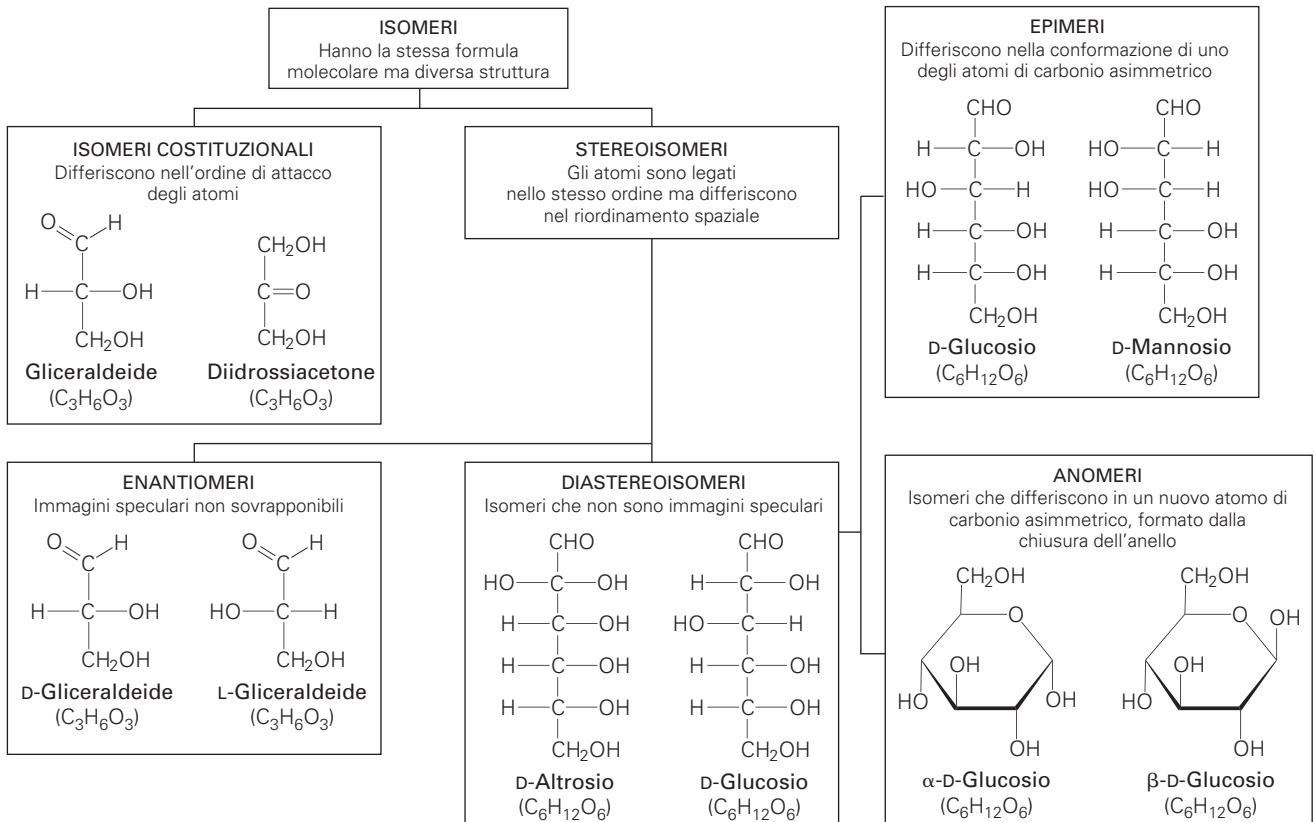 ISOMERI
Hanno la stessa formula
molecolare ma diversa struttura
ISOMERI COSTITUZIONALI
Differiscono nell'ordine di attacco
degli atomi
O H
C
H—C—OH
CH₂OH
Gliceraldeide
(C₃H₆O₃)
CH₂OH
C=O
CH₂OH
Diidrossiacetone
(C₃H₆O₃)
STEREOISOMERI
Gli atomi sono legati
nello stesso ordine ma differiscono
nel riordinamento spaziale
EPIMERI
Differiscono nella conformazione di uno
degli atomi di carbonio asimmetrico
CHO
H—C—OH
HO—C—H
H—C—OH
H—C—OH
CH₂OH
D-Glucosio
(C₆H₁₂O₆)
CHO
HO—C—H
HO—C—H
H—C—OH
H—C—OH
CH₂OH
D-Mannosio
(C₆H₁₂O₆)
ENANTIOMERI
Immagini speculari non sovrapponibili
O H
C
H—C—OH
CH₂OH
D-Gliceraldeide
(C₃H₆O₃)
O H
C
HO—C—H
CH₂OH
L-Gliceraldeide
(C₃H₆O₃)
DIASTEREOISOMERI
Isomeri che non sono immagini speculari
CHO
HO—C—OH
H—C—OH
H—C—OH
H—C—OH
CH₂OH
D-Altrosio
(C₆H₁₂O₆)
CHO
H—C—OH
HO—C—H
H—C—OH
H—C—OH
CH₂OH
D-Glucosio
(C₆H₁₂O₆)
ANOMERI
Isomeri che differiscono in un nuovo atomo di
carbonio asimmetrico, formato dalla
chiusura dell'anello
CH₂OH
O
OH
HO OH
OH
α-D-Glucosio
(C₆H₁₂O₆)
CH₂OH
O OH
OH
HO
OH
β-D-Glucosio
(C₆H₁₂O₆)